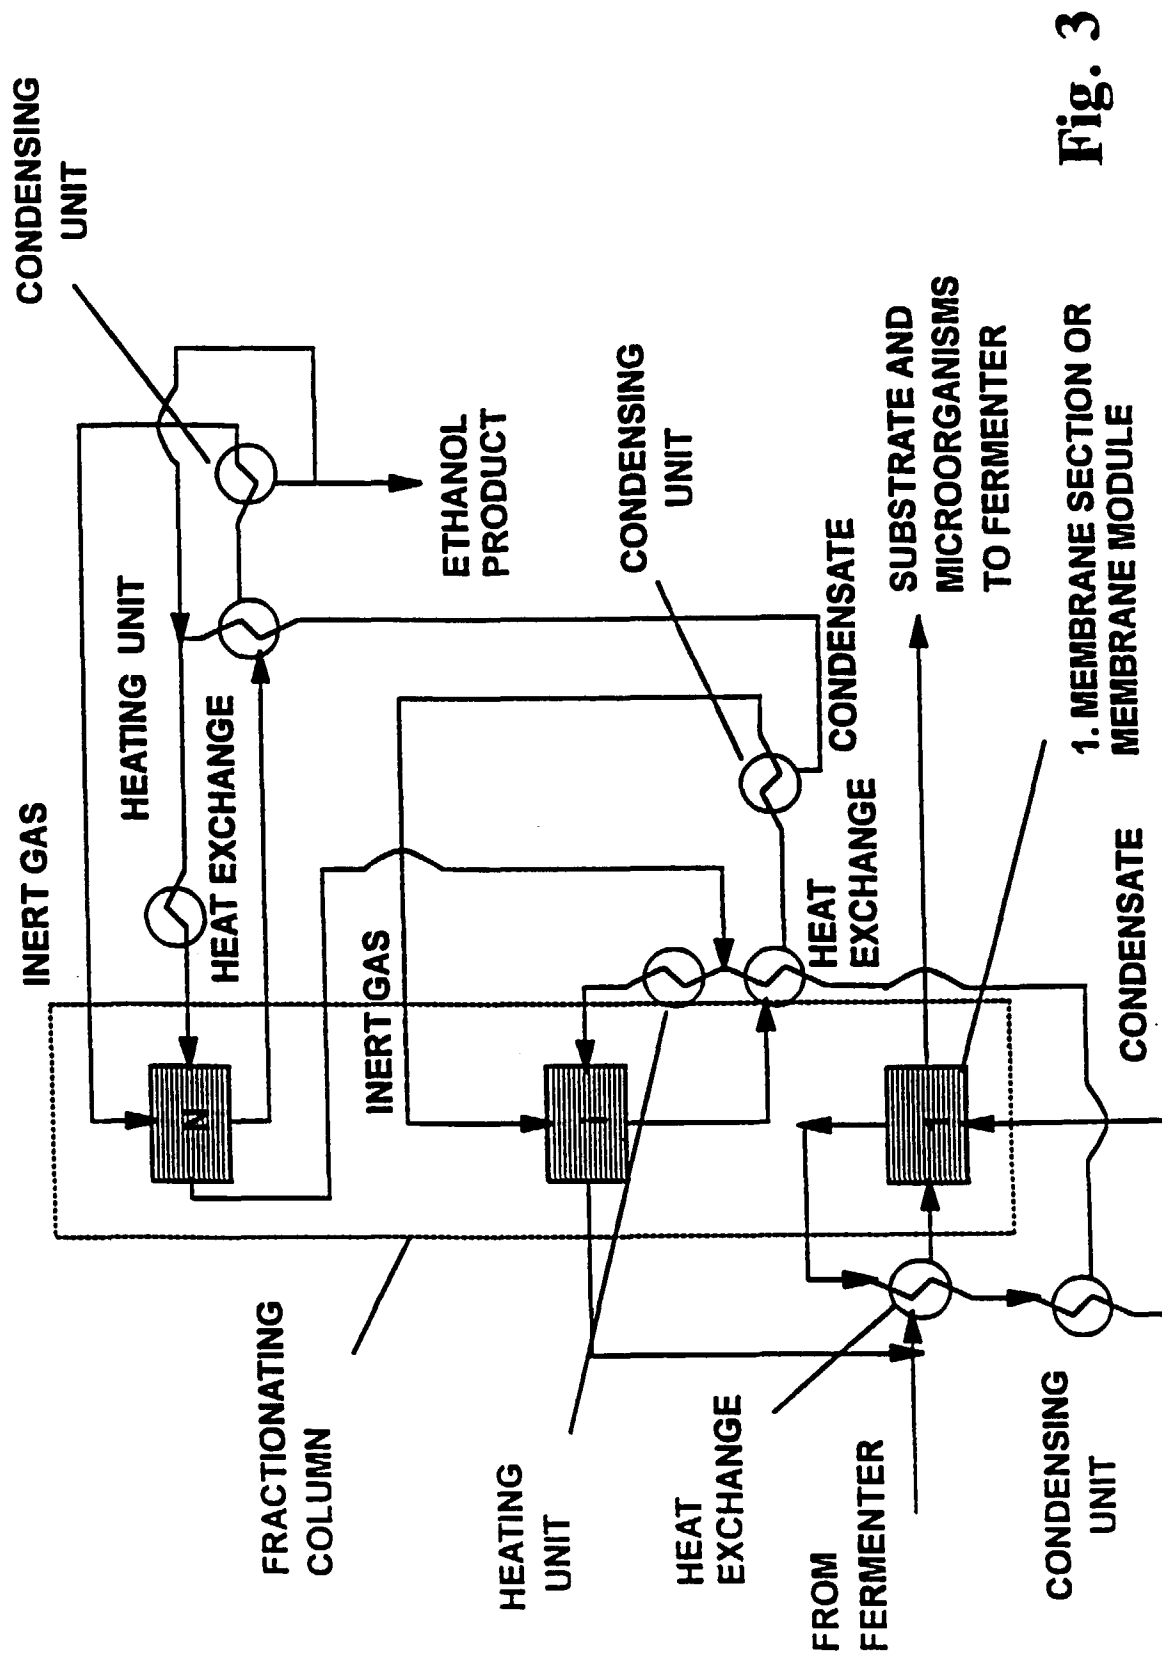 CONDENSING
UNIT
INERT GAS
HEATING UNIT
HEAT EXCHANGE
N
ETHANOL
PRODUCT
FRACTIONATING
COLUMN
INERT GAS
CONDENSING
UNIT
I
CONDENSATE
HEAT
EXCHANGE
HEATING
UNIT
HEAT
EXCHANGE
SUBSTRATE AND
MICROORGANISMS
TO FERMENTER
1
FROM
FERMENTER
1. MEMBRANE SECTION OR
MEMBRANE MODULE
CONDENSING
UNIT
CONDENSATE
Fig. 3